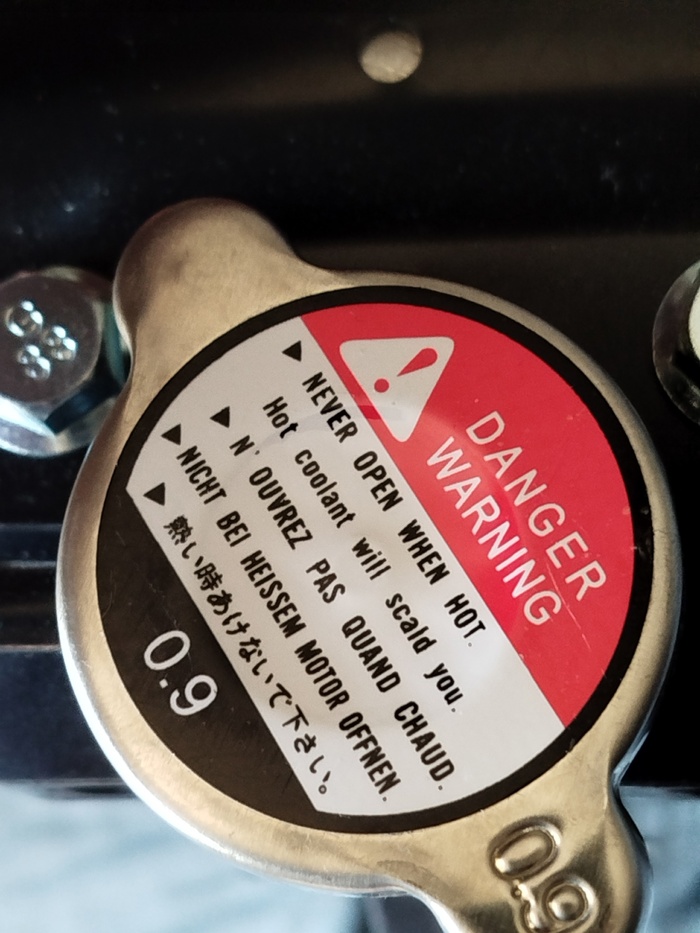 DANGER
WARNING
NEVER OPEN WHEN HOT.
Hot coolant will scald you.
N' OUVREZ PAS QUAND CHAUD.
NICHT BEI HEISSEM MOTOR OFFNEN.
熱い時あけないで下さい。
0.9
0.9